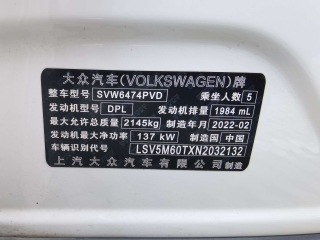 大众汽车(VOLKSWAGEN)牌
整车型号 SVW6474PVD 乘坐人数 5
发动机型号 DPL 发动机排量 1984 mL
最大允许总质量 2145kg 制造年月 2022-02
发动机最大净功率 137 kW 制造国 中国
车辆识别代号 LSV5M60TXN2032132
上汽大众汽车有限公司 制造